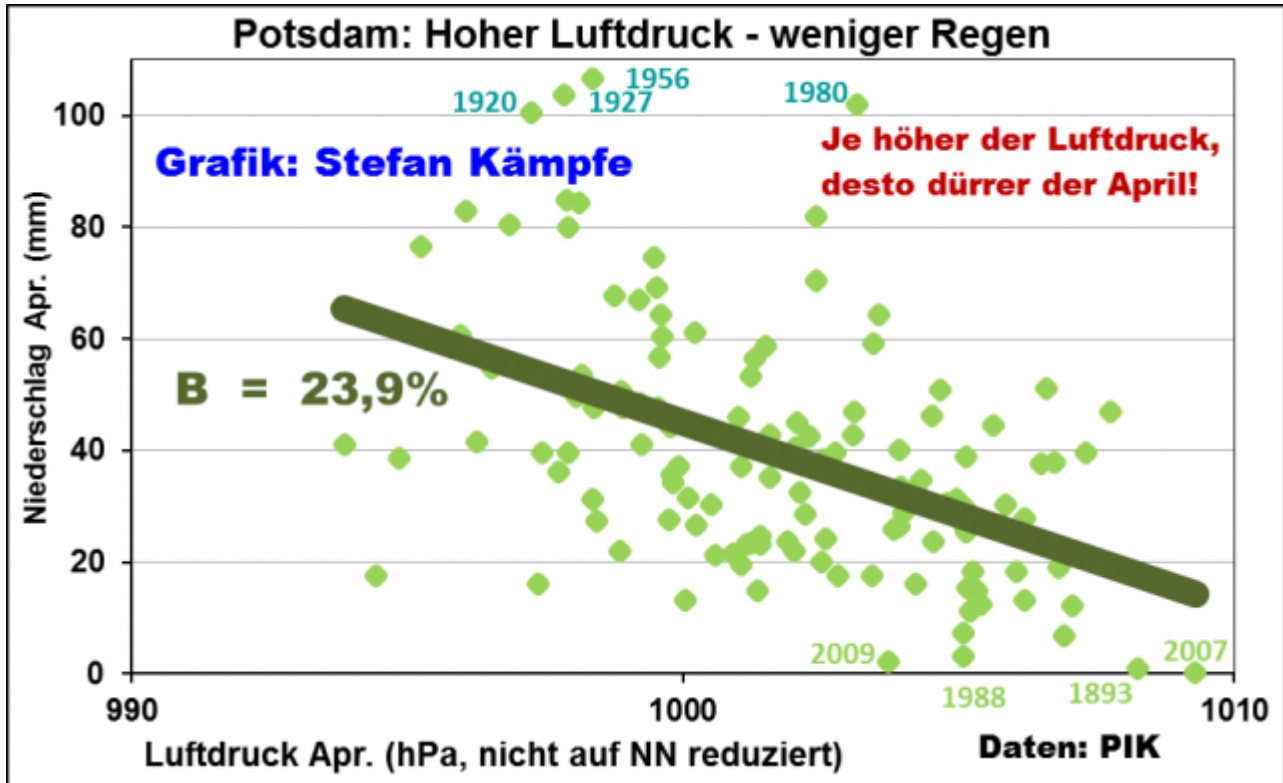 Potsdam: Hoher Luftdruck - weniger Regen
1956
1920
1927
1980
Je höher der Luftdruck,
desto dürrer der April!
Grafik: Stefan Kämpfe
B = 23,9%
Niederschlag Apr. (mm)
100
80
60
40
20
0
2009
1988
1893
2007
990
1000
1010
Luftdruck Apr. (hPa, nicht auf NN reduziert)
Daten: PIK